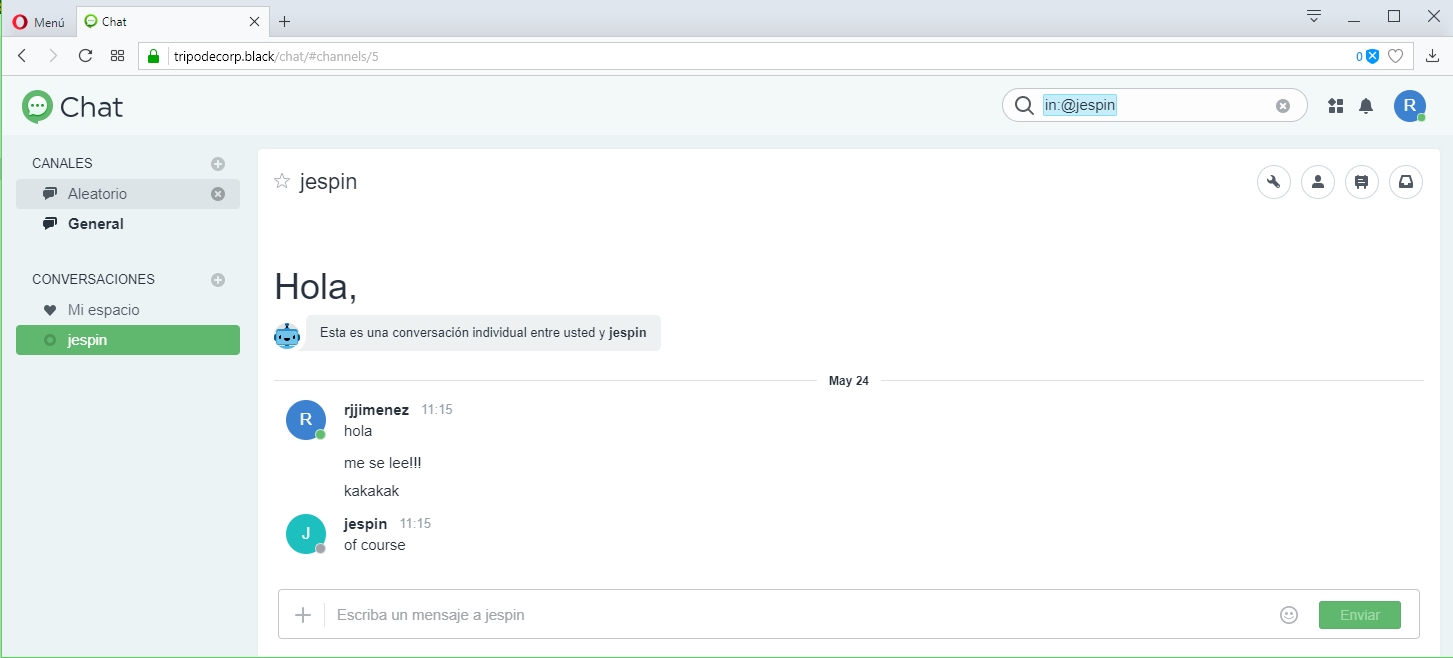 Menú
Chat
tripodecorp.black/chat/#channels/5
0
Chat
in:@jespin
R
CANALES
Aleatorio
General
CONVERSACIONES
Mi espacio
jespin
jespin
Hola,
Esta es una conversación individual entre usted y jespin
May 24
R
rjjimenez 11:15
hola
me se lee!!!
kakakak
J
jespin 11:15
of course
Escriba un mensaje a jespin
Enviar